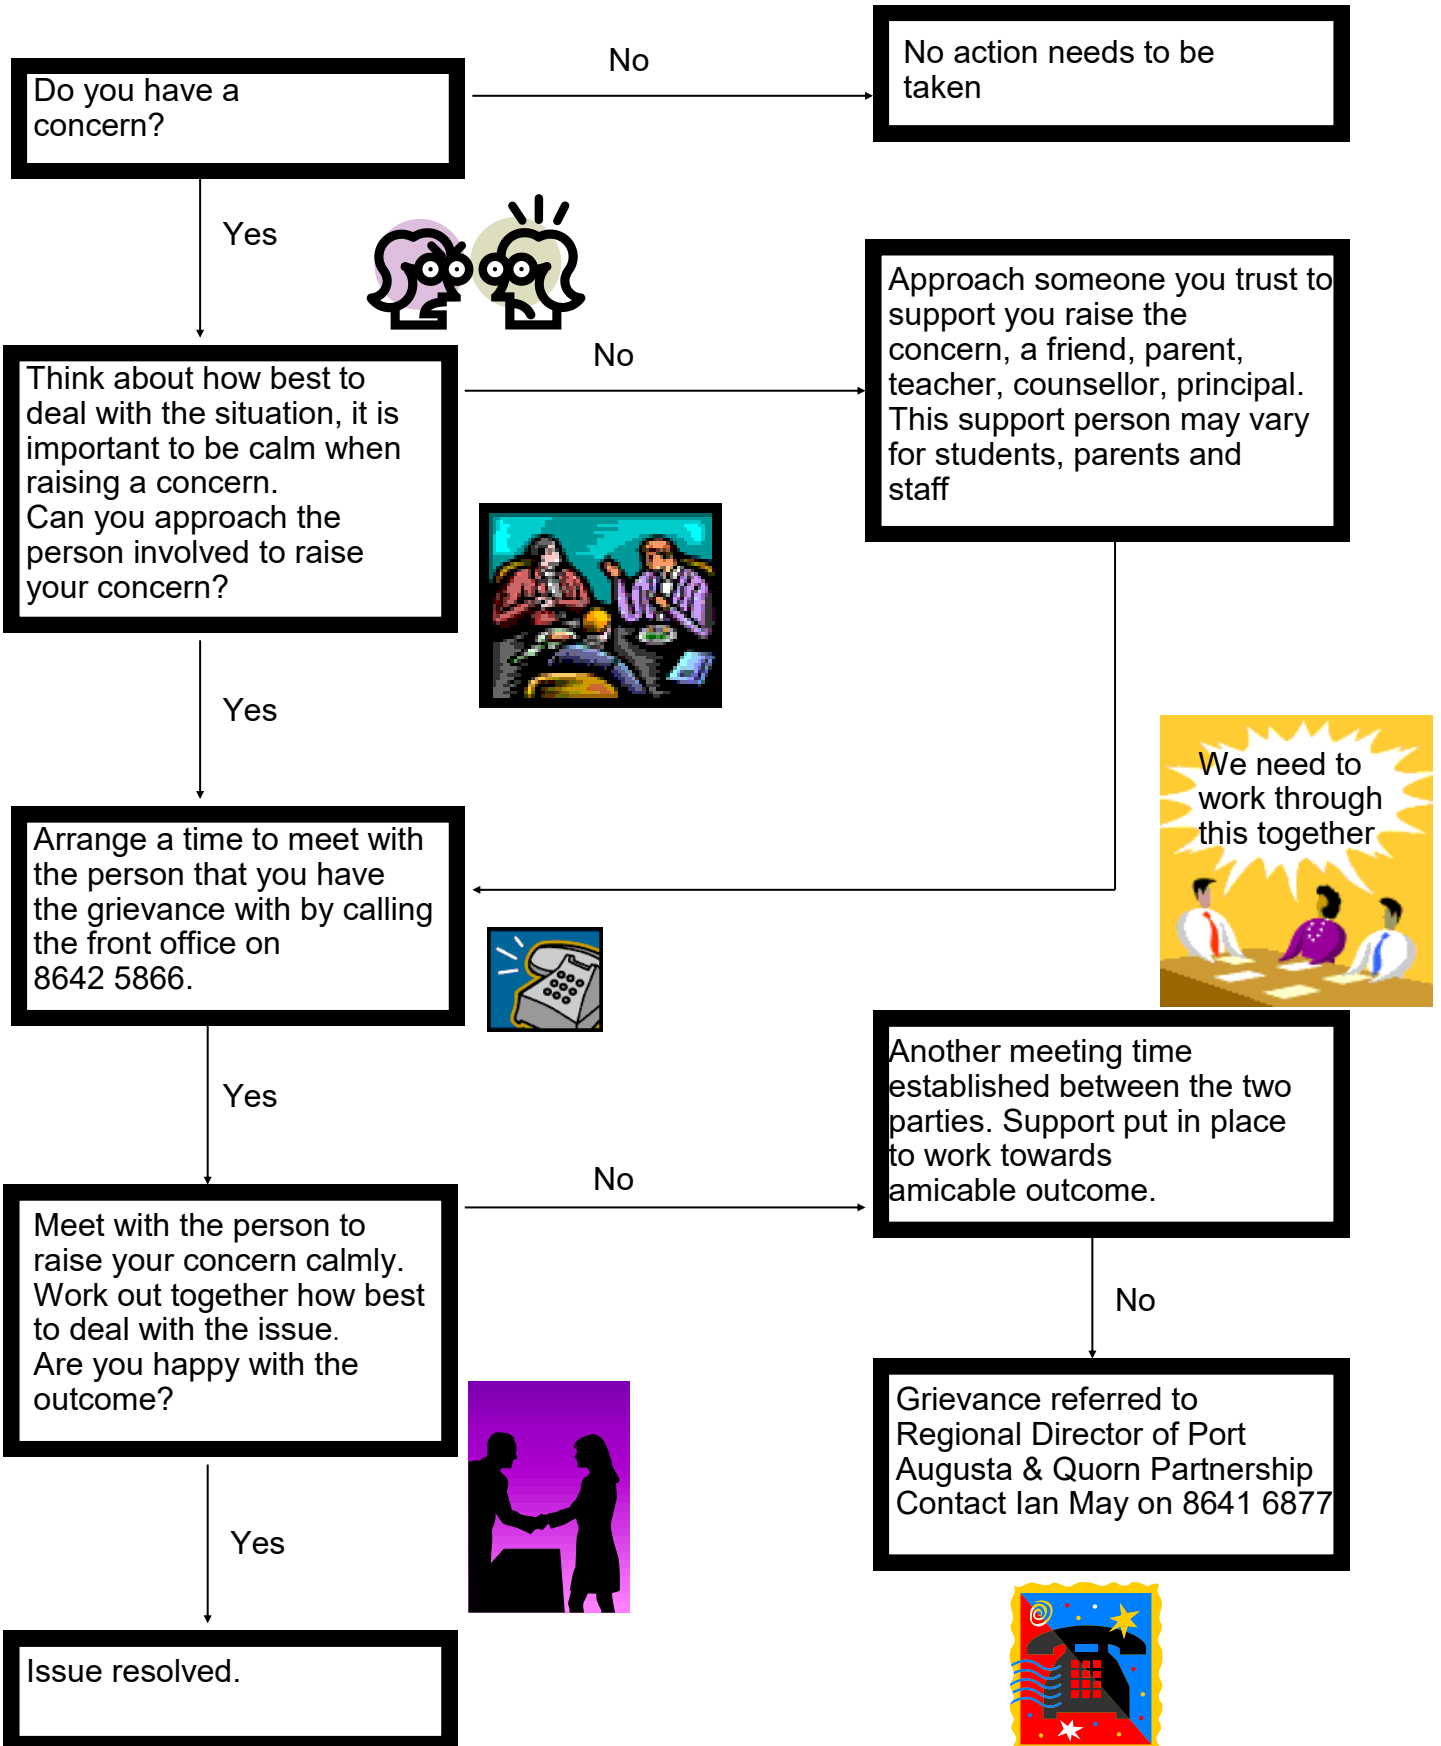 Do you have a
concern?
No
No action needs to be
taken
Yes
Think about how best to
deal with the situation, it is
important to be calm when
raising a concern.
Can you approach the
person involved to raise
your concern?
No
Approach someone you trust to
support you raise the
concern, a friend, parent,
teacher, counsellor, principal.
This support person may vary
for students, parents and
staff
Yes
We need to
work through
this together
Arrange a time to meet with
the person that you have
the grievance with by calling
the front office on
8642 5866.
Yes
Meet with the person to
raise your concern calmly.
Work out together how best
to deal with the issue.
Are you happy with the
outcome?
No
Another meeting time
established between the two
parties. Support put in place
to work towards
amicable outcome.
No
Grievance referred to
Regional Director of Port
Augusta & Quorn Partnership
Contact Ian May on 8641 6877
Yes
Issue resolved.